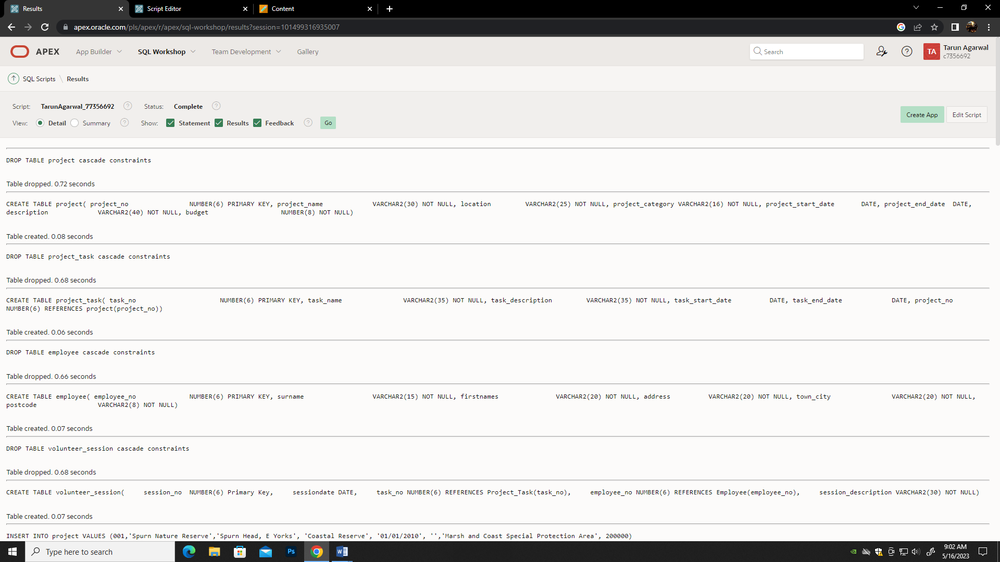 Results
Script Editor
Content
apex.oracle.com/pls/apex/r/apex/sql-workshop/results?session=101499316935007
APEX App Builder SQL Workshop Team Development Gallery Search TA Tarun Agarwal
c7356692
SQL Scripts \ Results
Script: TarunAgarwal_77356692 Status: Complete
View: Detail Summary Show: Statement Results Feedback Go Create App Edit Script
DROP TABLE project cascade constraints
Table dropped. 0.72 seconds
CREATE TABLE project( project_no NUMBER(6) PRIMARY KEY, project_name VARCHAR2(30) NOT NULL, location VARCHAR2(25) NOT NULL, project_category VARCHAR2(16) NOT NULL, project_start_date DATE, project_end_date DATE,
description VARCHAR2(40) NOT NULL, budget NUMBER(8) NOT NULL)
Table created. 0.08 seconds
DROP TABLE project_task cascade constraints
Table dropped. 0.68 seconds
CREATE TABLE project_task( task_no NUMBER(6) PRIMARY KEY, task_name VARCHAR2(35) NOT NULL, task_description VARCHAR2(35) NOT NULL, task_start_date DATE, task_end_date DATE, project_no
NUMBER(6) REFERENCES project(project_no))
Table created. 0.06 seconds
DROP TABLE employee cascade constraints
Table dropped. 0.66 seconds
CREATE TABLE employee( employee_no NUMBER(6) PRIMARY KEY, surname VARCHAR2(15) NOT NULL, firstnames VARCHAR2(20) NOT NULL, address VARCHAR2(20) NOT NULL, town_city VARCHAR2(20) NOT NULL,
postcode VARCHAR2(8) NOT NULL)
Table created. 0.07 seconds
DROP TABLE volunteer_session cascade constraints
Table dropped. 0.68 seconds
CREATE TABLE volunteer_session( session_no NUMBER(6) Primary Key, sessiondate DATE, task_no NUMBER(6) REFERENCES Project_Task(task_no), employee_no NUMBER(6) REFERENCES Employee(employee_no), session_description VARCHAR2(30) NOT NULL)
Table created. 0.07 seconds
INSERT INTO project VALUES (001,'Spurn Nature Reserve','Spurn Head, E Yorks', 'Coastal Reserve', '01/01/2010', '','Marsh and Coast Special Protection Area', 200000)
Type here to search
Ps
W
9:02 AM
5/16/2023